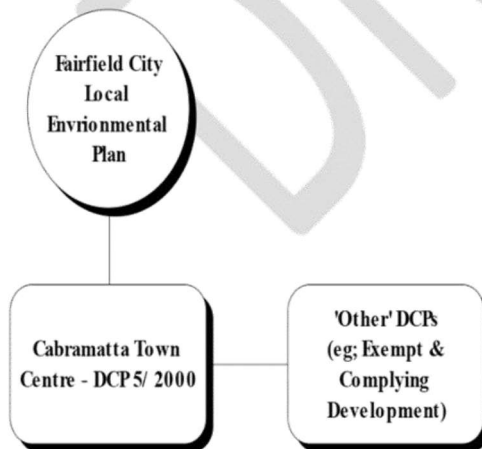 Fairfield City
Local
Envrionmental
Plan
Cabramatta Town
Centre - DCP 5/ 2000
'Other' DCPs
(eg; Exempt &
Complying
Development)